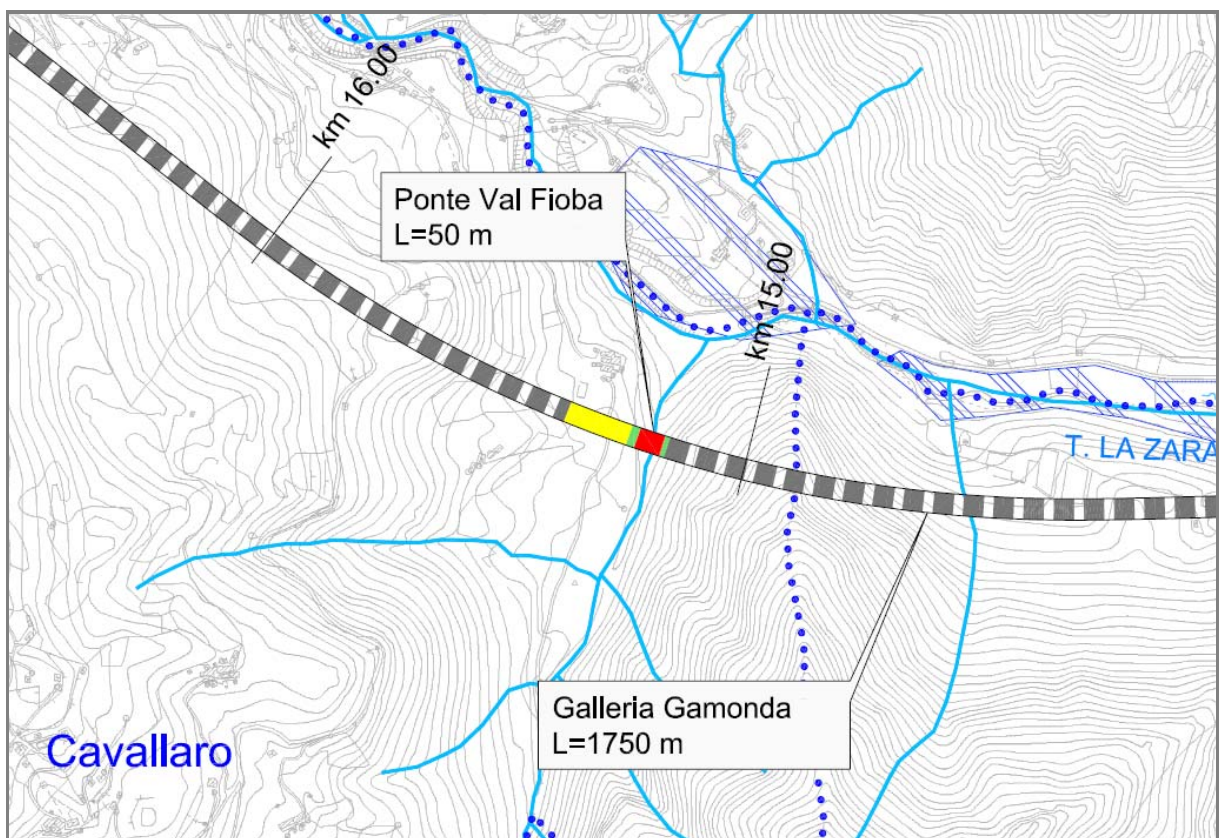 km 16.00
Ponte Val Fioba
L=50 m
km 15.00
T. LA ZARA
Galleria Gamonda
L=1750 m
Cavallaro